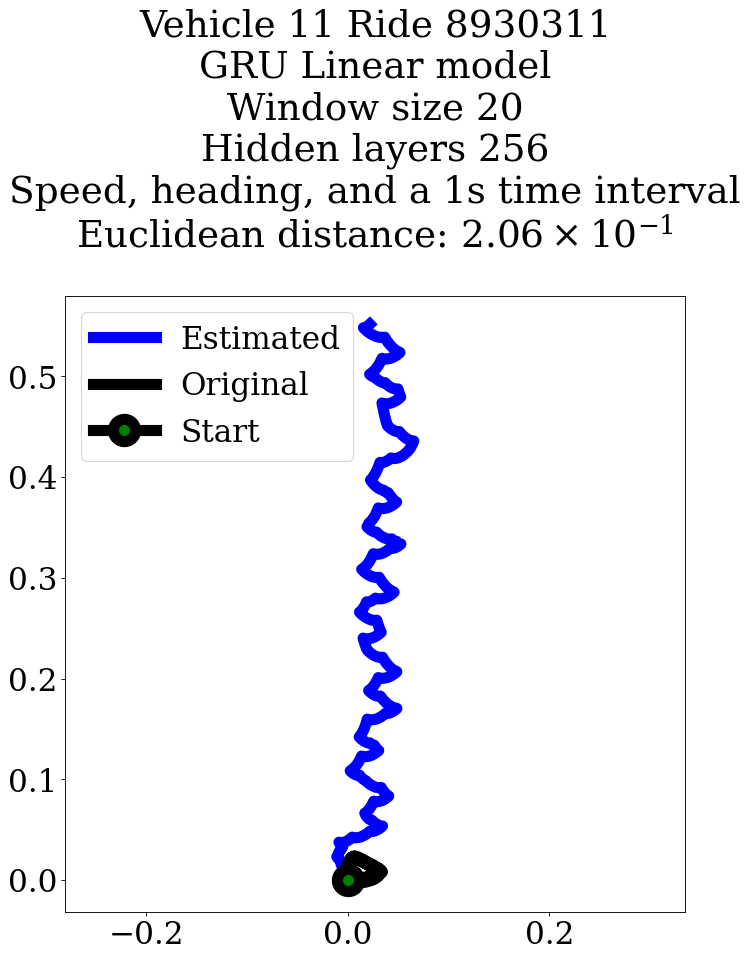 Vehicle 11 Ride 8930311
GRU Linear model
Window size 20
Hidden layers 256
Speed, heading, and a 1s time interval
Euclidean distance: 2.06 × 10⁻¹
Estimated
Original
Start
0.5
0.4
0.3
0.2
0.1
0.0
−0.2 0.0 0.2